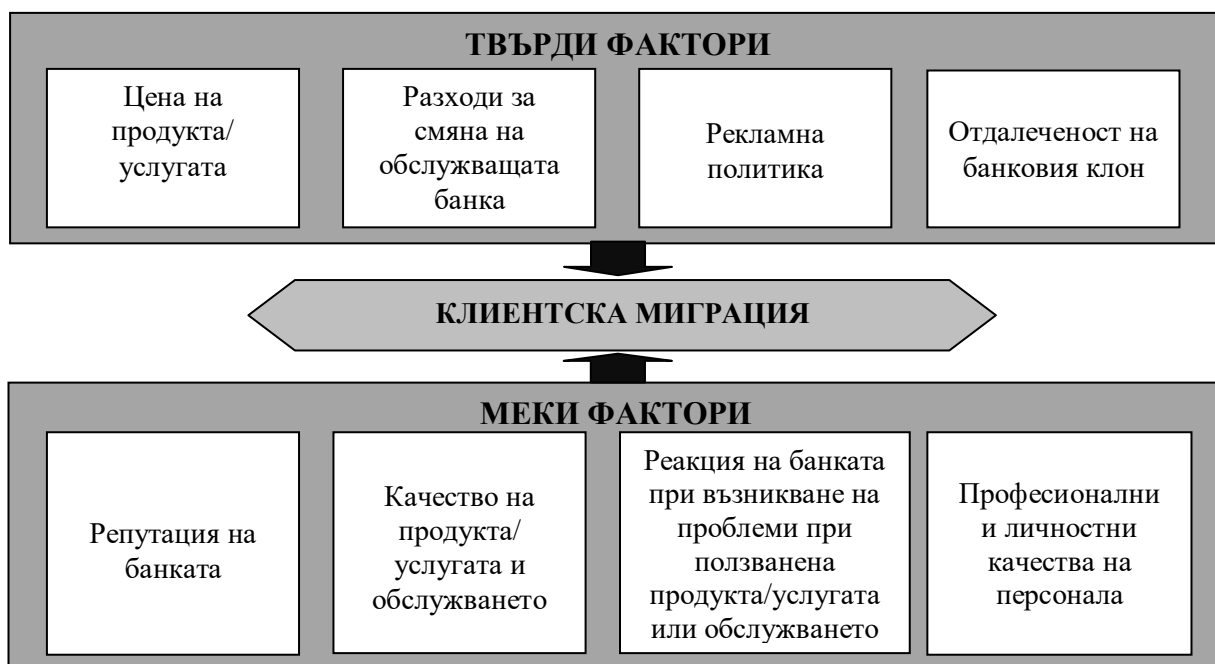 ТВЪРДИ ФАКТОРИ
Цена на
продукта/
услугата
Разходи за
смяна на
обслужващата
банка
Рекламна
политика
Отдалеченост на
банковия клон
КЛИЕНТСКА МИГРАЦИЯ
МЕКИ ФАКТОРИ
Репутация на
банката
Качество на
продукта/
услугата и
обслужването
Реакция на банката
при възникване на
проблеми при
ползванена
продукта/услугата
или обслужването
Професионални
и личностни
качества на
персонала